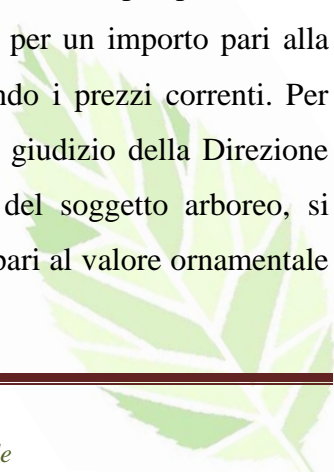 per un importo pari alla
ndo i prezzi correnti. Per
giudizio della Direzione
del soggetto arboreo, si
pari al valore ornamentale